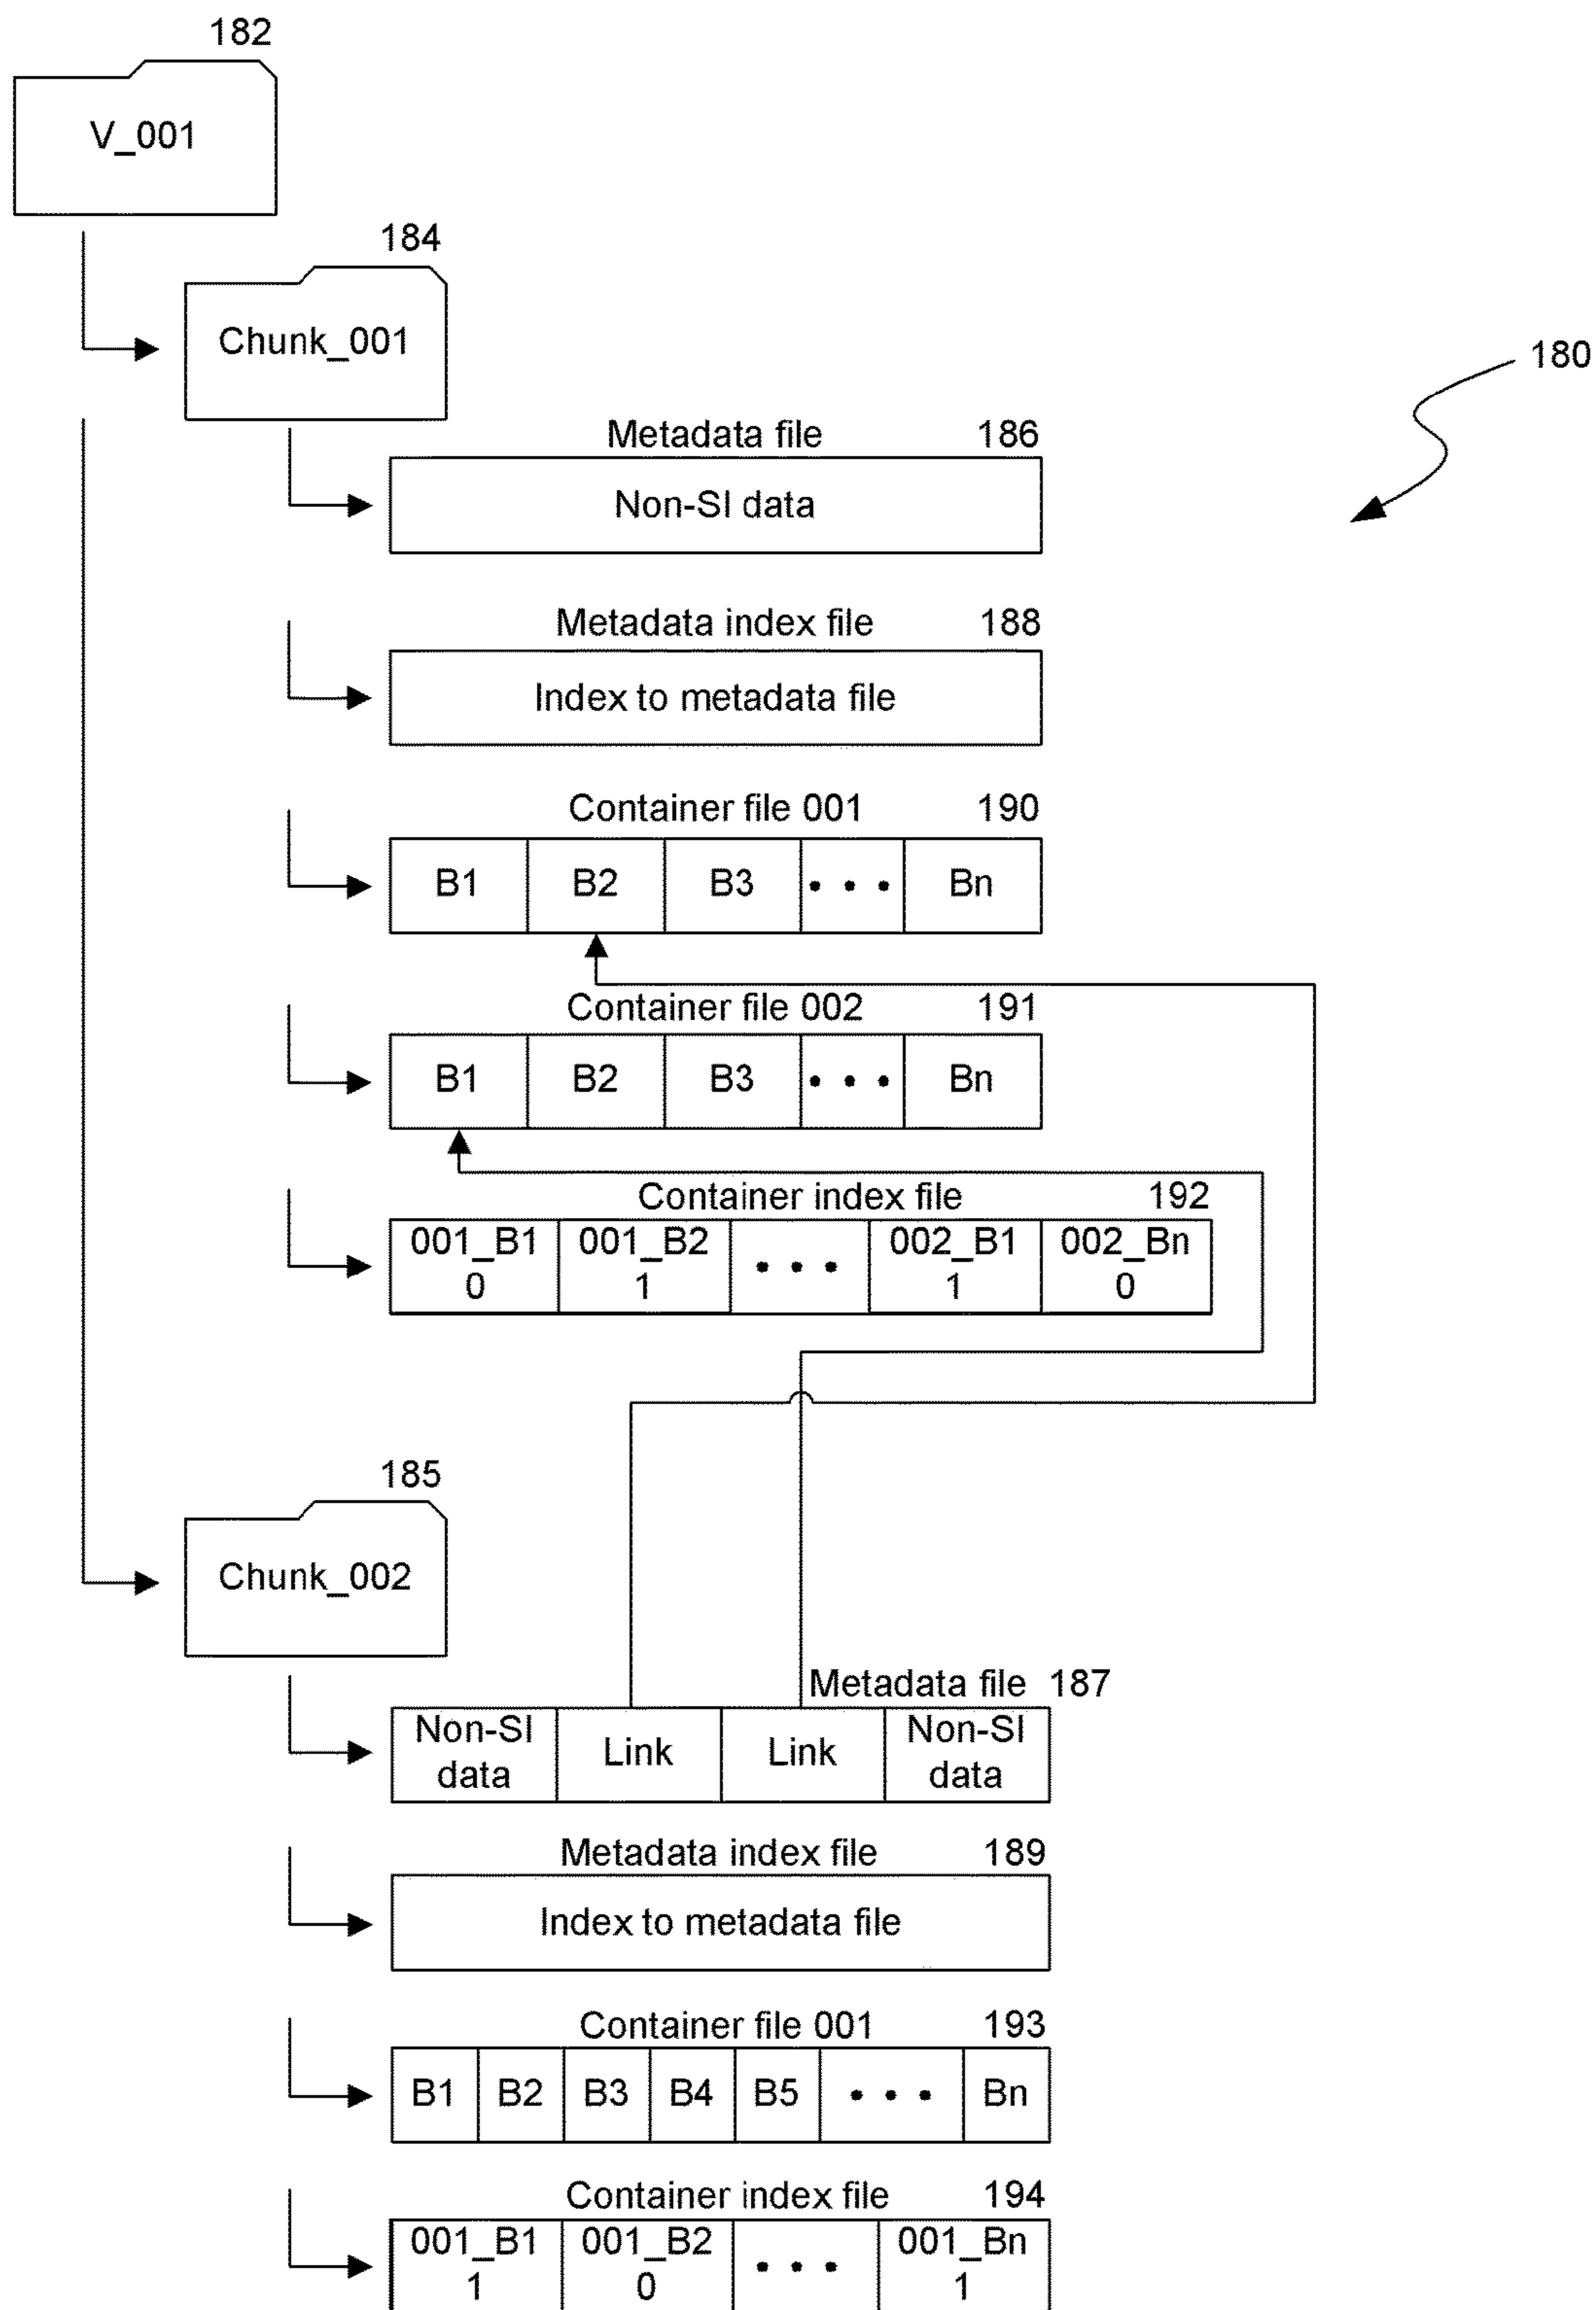 182
V_001
184
Chunk_001
180
Metadata file 186
Non-SI data
Metadata index file 188
Index to metadata file
Container file 001 190
B1 B2 B3 • • • Bn
Container file 002 191
B1 B2 B3 • • • Bn
Container index file 192
001_B1 001_B2 • • • 002_B1 002_Bn
0 1 1 0
185
Chunk_002
Metadata file 187
Non-SI data Link Link Non-SI data
Metadata index file 189
Index to metadata file
Container file 001 193
B1 B2 B3 B4 B5 • • • Bn
Container index file 194
001_B1 001_B2 • • • 001_Bn
1 0 1